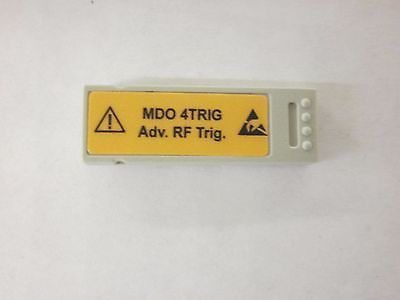 MDO 4TRIG
Adv. RF Trig.